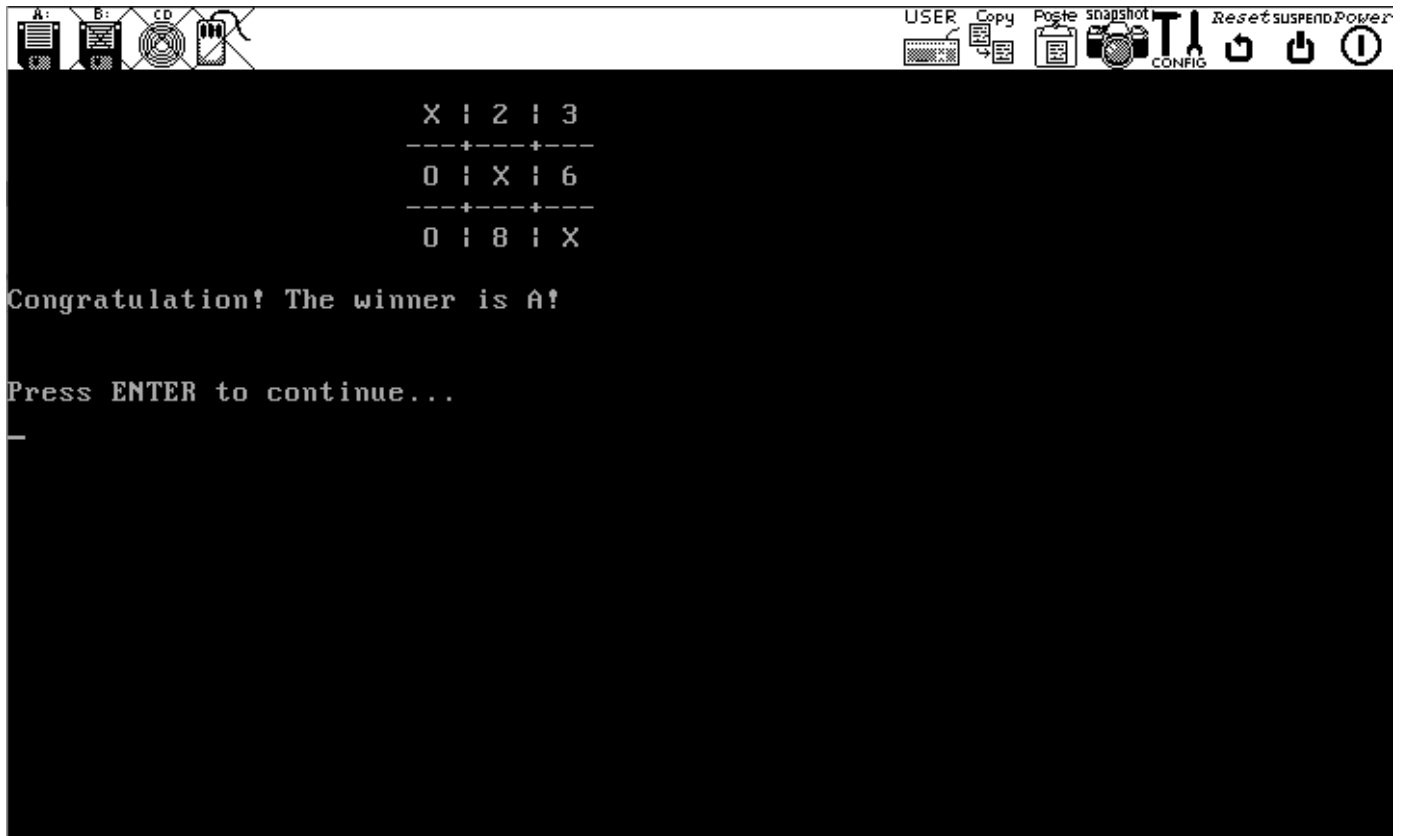 A: B: CD USER Copy Paste snapshot CONFIG Reset SUSPEND Power
X | 2 | 3
---+---+---
O | X | 6
---+---+---
O | 8 | X
Congratulation! The winner is A!
Press ENTER to continue...
_